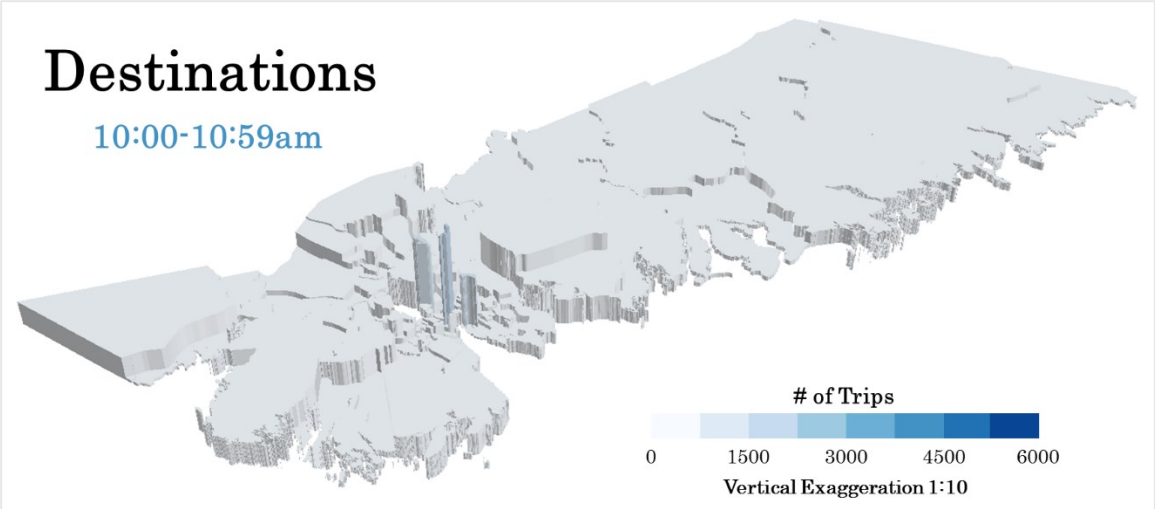 Destinations
10:00-10:59am
# of Trips
0 1500 3000 4500 6000
Vertical Exaggeration 1:10